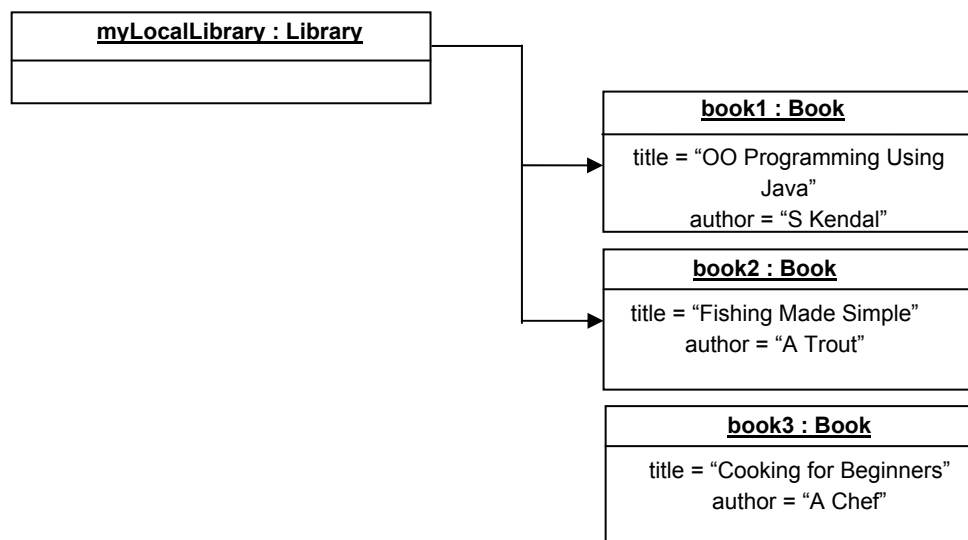 myLocalLibrary : Library
book1 : Book
title = “OO Programming Using
Java”
author = “S Kendal”
book2 : Book
title = “Fishing Made Simple”
author = “A Trout”
book3 : Book
title = “Cooking for Beginners”
author = “A Chef”